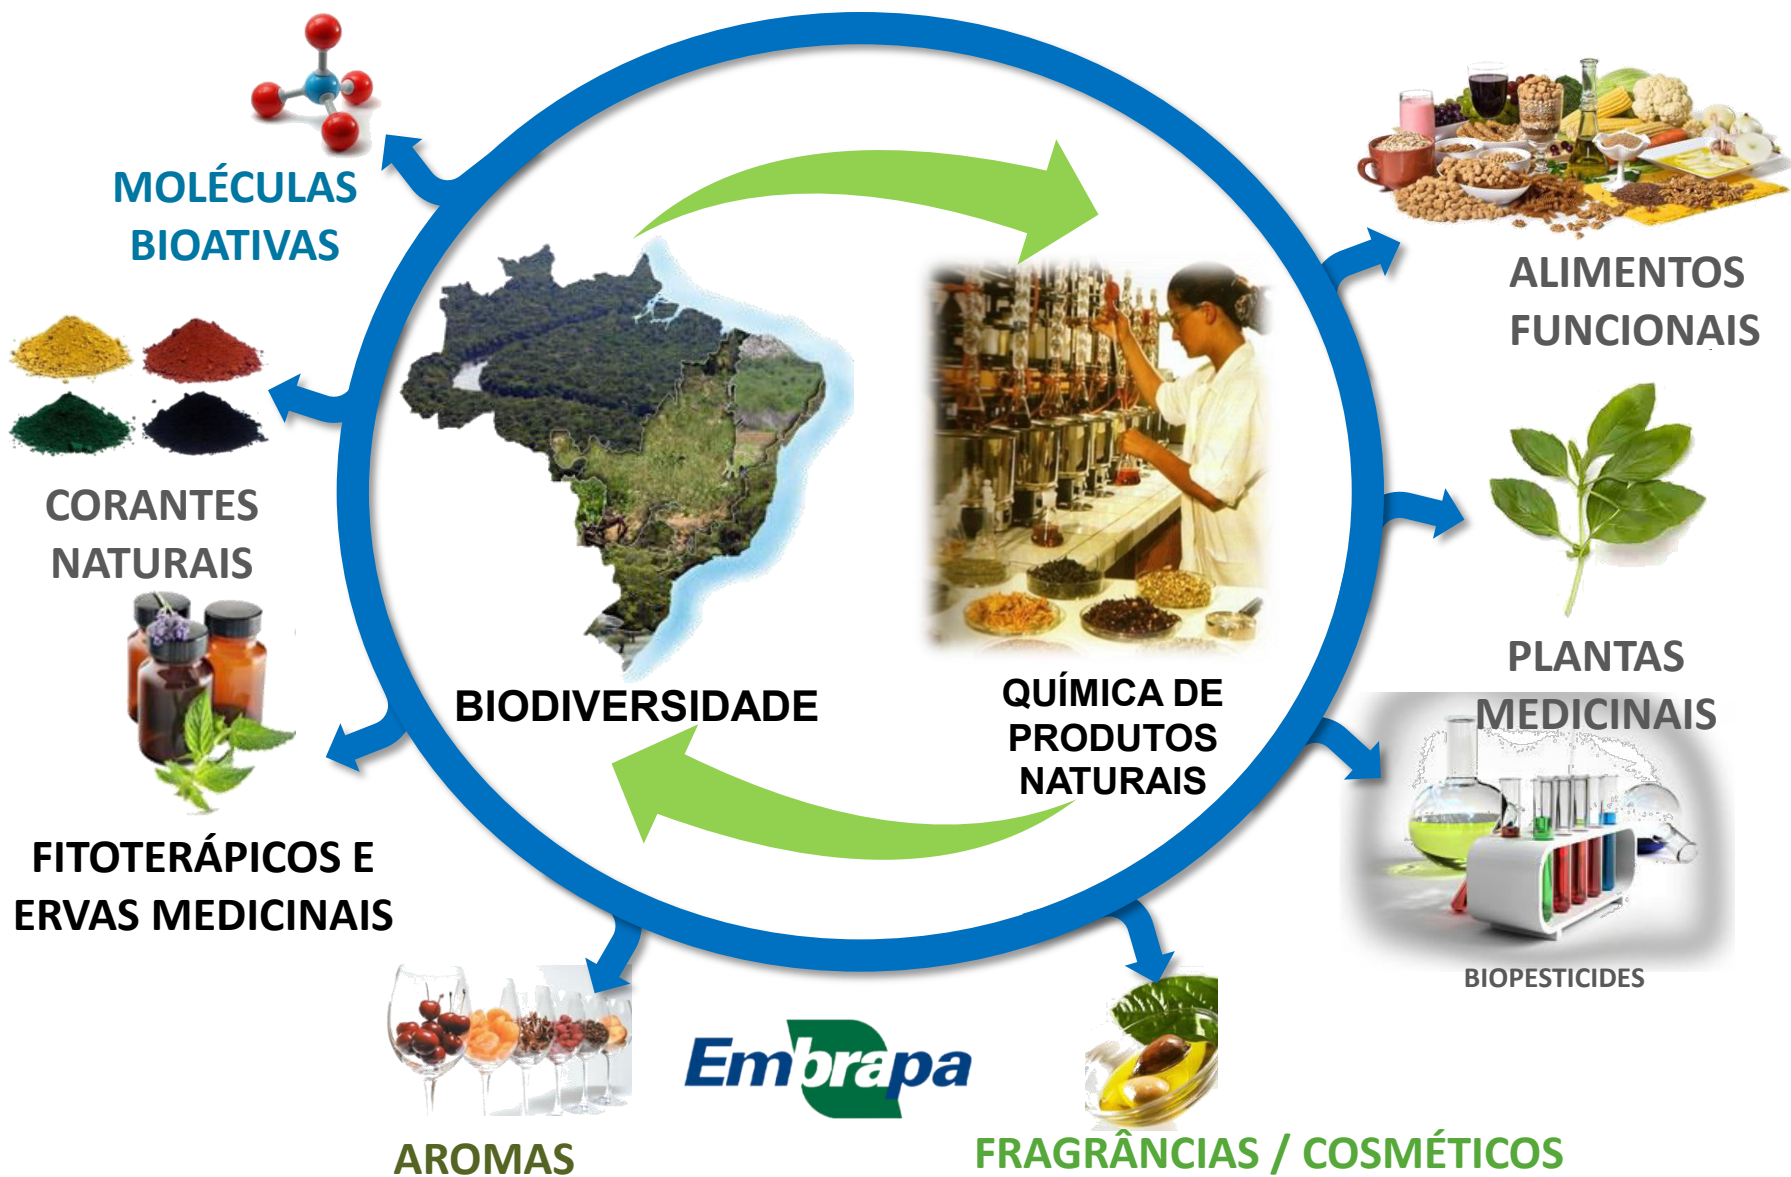 MOLÉCULAS
BIOATIVAS
CORANTES
NATURAIS
FITOTERÁPICOS E
ERVAS MEDICINAIS
AROMAS
BIODIVERSIDADE
QUÍMICA DE
PRODUTOS
NATURAIS
ALIMENTOS
FUNCIONAIS
PLANTAS
MEDICINAIS
BIOPESTICIDES
FRAGRÂNCIAS / COSMÉTICOS
Embrapa